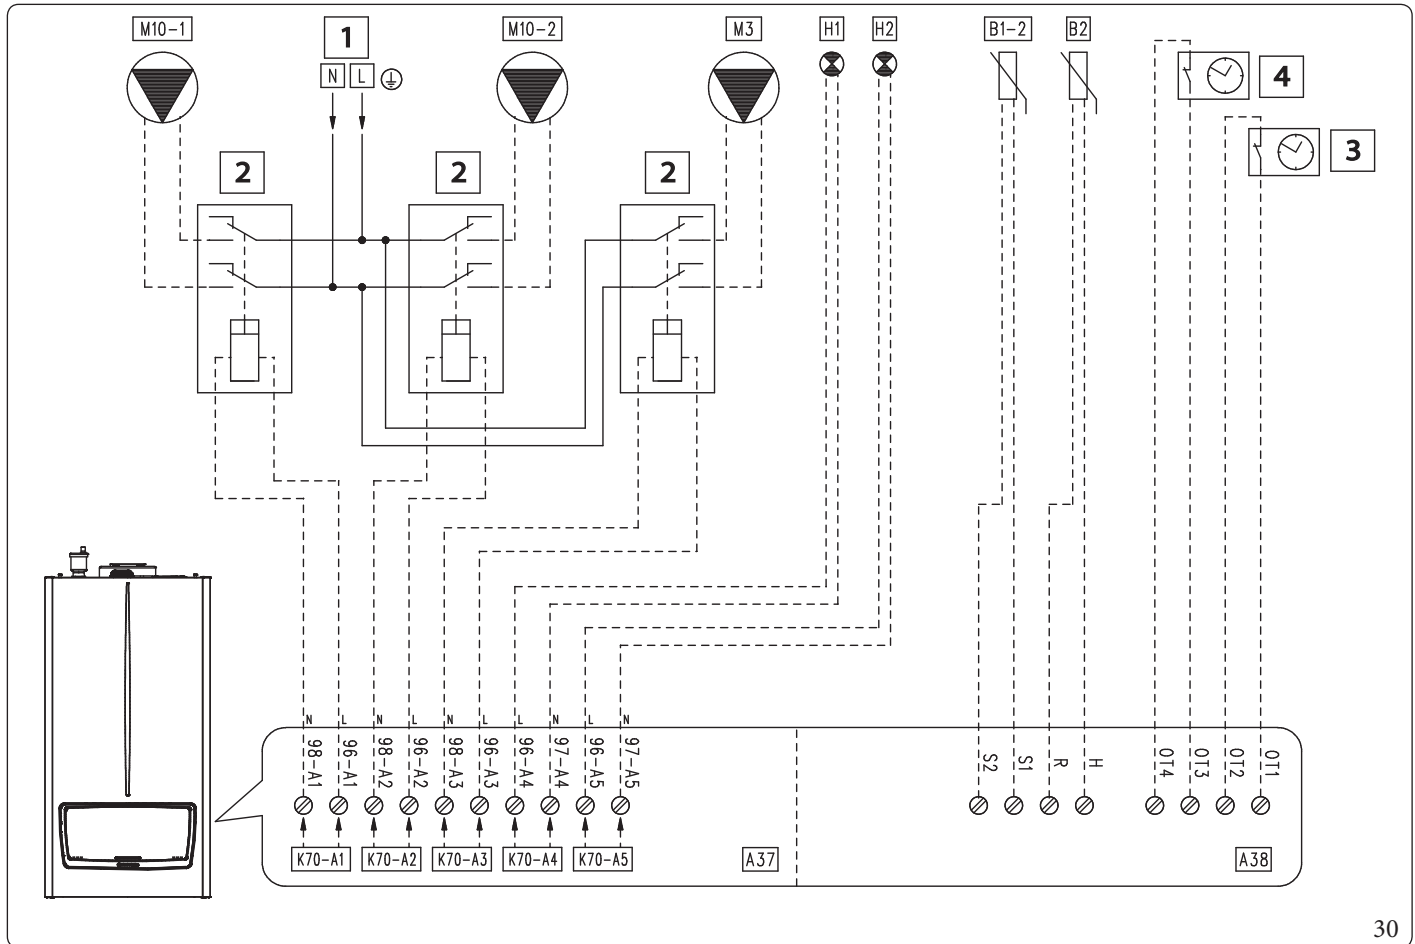 M10-1
1
M10-2
M3
H1
H2
B1-2
B2
N
L
4
3
2
2
2
N
L
N
L
N
L
L
N
L
N
98-A1
96-A1
98-A2
96-A2
98-A3
96-A3
96-A4
97-A4
96-A5
97-A5
S2
S1
R
H
OT4
OT3
OT2
OT1
K70-A1
K70-A2
K70-A3
K70-A4
K70-A5
A37
A38
30